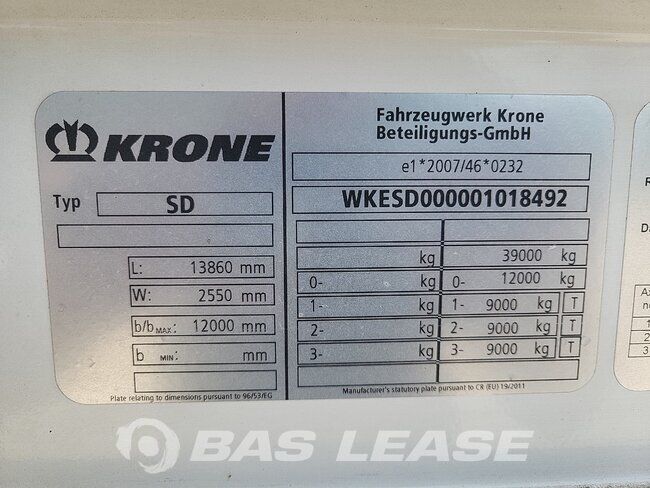 KRONE
Typ SD
L: 13860 mm
W: 2550 mm
b/b MAX: 12000 mm
b MIN: mm
Plate relating to dimensions pursuant to 96/53/EG
Fahrzeugwerk Krone
Beteiligungs-GmbH
e1*2007/46*0232
WKESD000001018492
kg 39000 kg
0- kg 0- 12000 kg
1- kg 1- 9000 kg T
2- kg 2- 9000 kg T
3- kg 3- 9000 kg T
Manufacturer's statutory plate pursuant to CR (EU) 19/2011
1
2
3
BAS LEASE